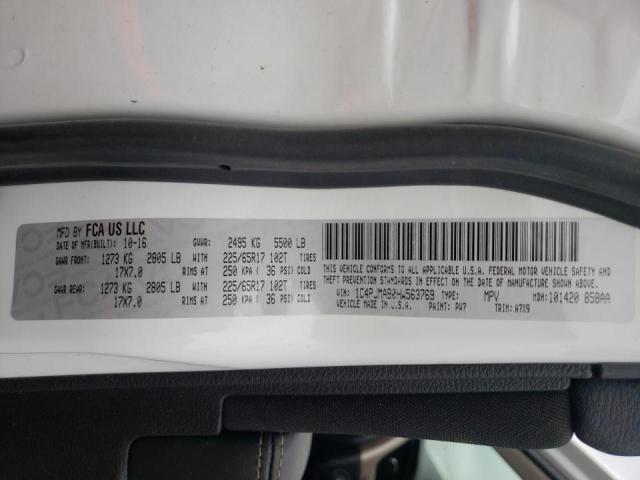 MFD BY FCA US LLC
DATE OF MFR(BUILT): 10-16 GVWR: 2495 KG 5500 LB
GAWR FRONT: 1273 KG 2805 LB WITH 225/65R17 102T TIRES
17X7.0 RIMS AT 250 KPA ( 36 PSI) COLD
GAWR REAR: 1273 KG 2805 LB WITH 225/65R17 102T TIRES
17X7.0 RIMS AT 250 KPA ( 36 PSI) COLD
THIS VEHICLE CONFORMS TO ALL APPLICABLE U.S.A. FEDERAL MOTOR VEHICLE SAFETY
AND THEFT PREVENTION STANDARDS IN EFFECT ON THE DATE OF MANUFACTURE SHOWN ABOVE.
VIN: 1C4PJMAB0HW563769 TYPE: MPV MDH: 101420 858AA
VEHICLE MADE IN U.S.A. PAINT: PW7 TRIM: A7X9